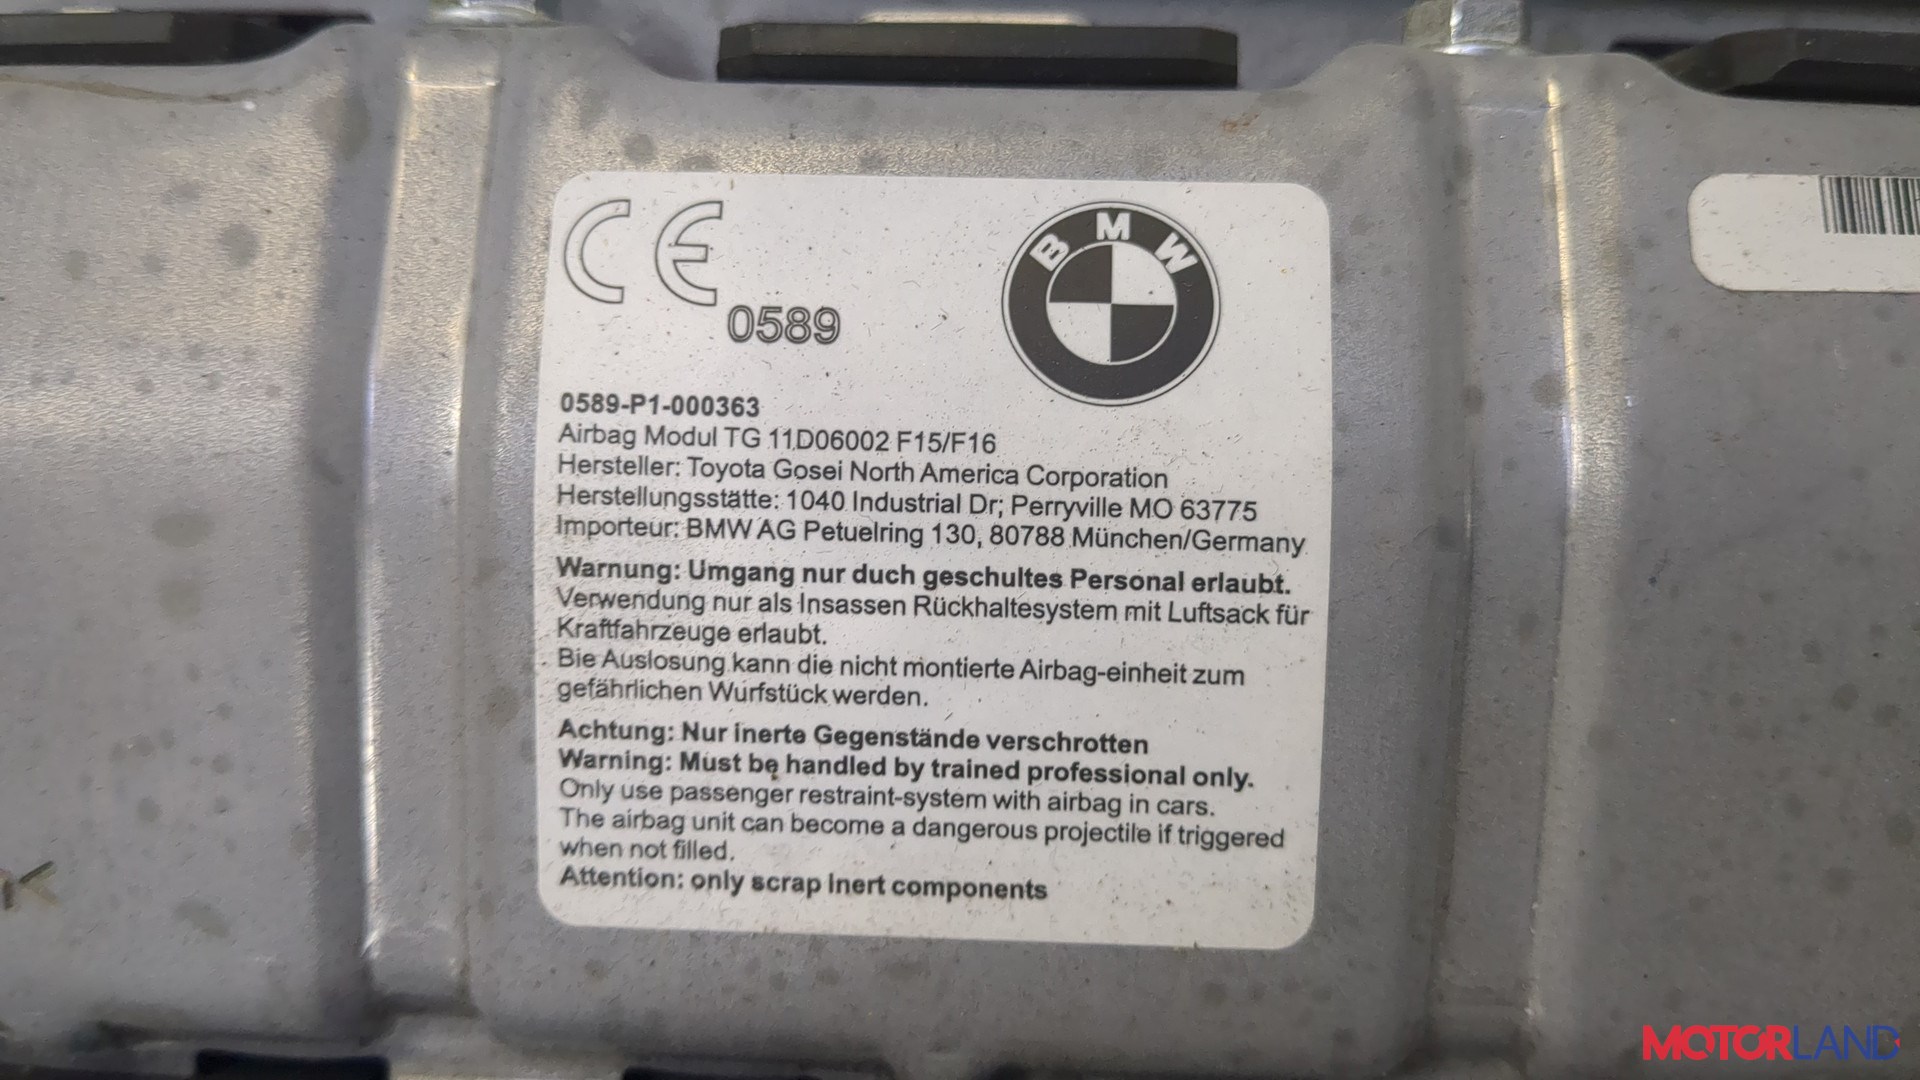 CE
0589
BMW
0589-P1-000363
Airbag Modul TG 11D06002 F15/F16
Hersteller: Toyota Gosei North America Corporation
Herstellungsstätte: 1040 Industrial Dr; Perryville MO 63775
Importeur: BMW AG Petuelring 130, 80788 München/Germany
Warnung: Umgang nur duch geschultes Personal erlaubt.
Verwendung nur als Insassen Rückhaltesystem mit Luftsack für
Kraftfahrzeuge erlaubt.
Bie Auslosung kann die nicht montierte Airbag-einheit zum
gefährlichen Wurfstück werden.
Achtung: Nur inerte Gegenstände verschrotten
Warning: Must be handled by trained professional only.
Only use passenger restraint-system with airbag in cars.
The airbag unit can become a dangerous projectile if triggered
when not filled.
Attention: only scrap Inert components
MOTORLAND